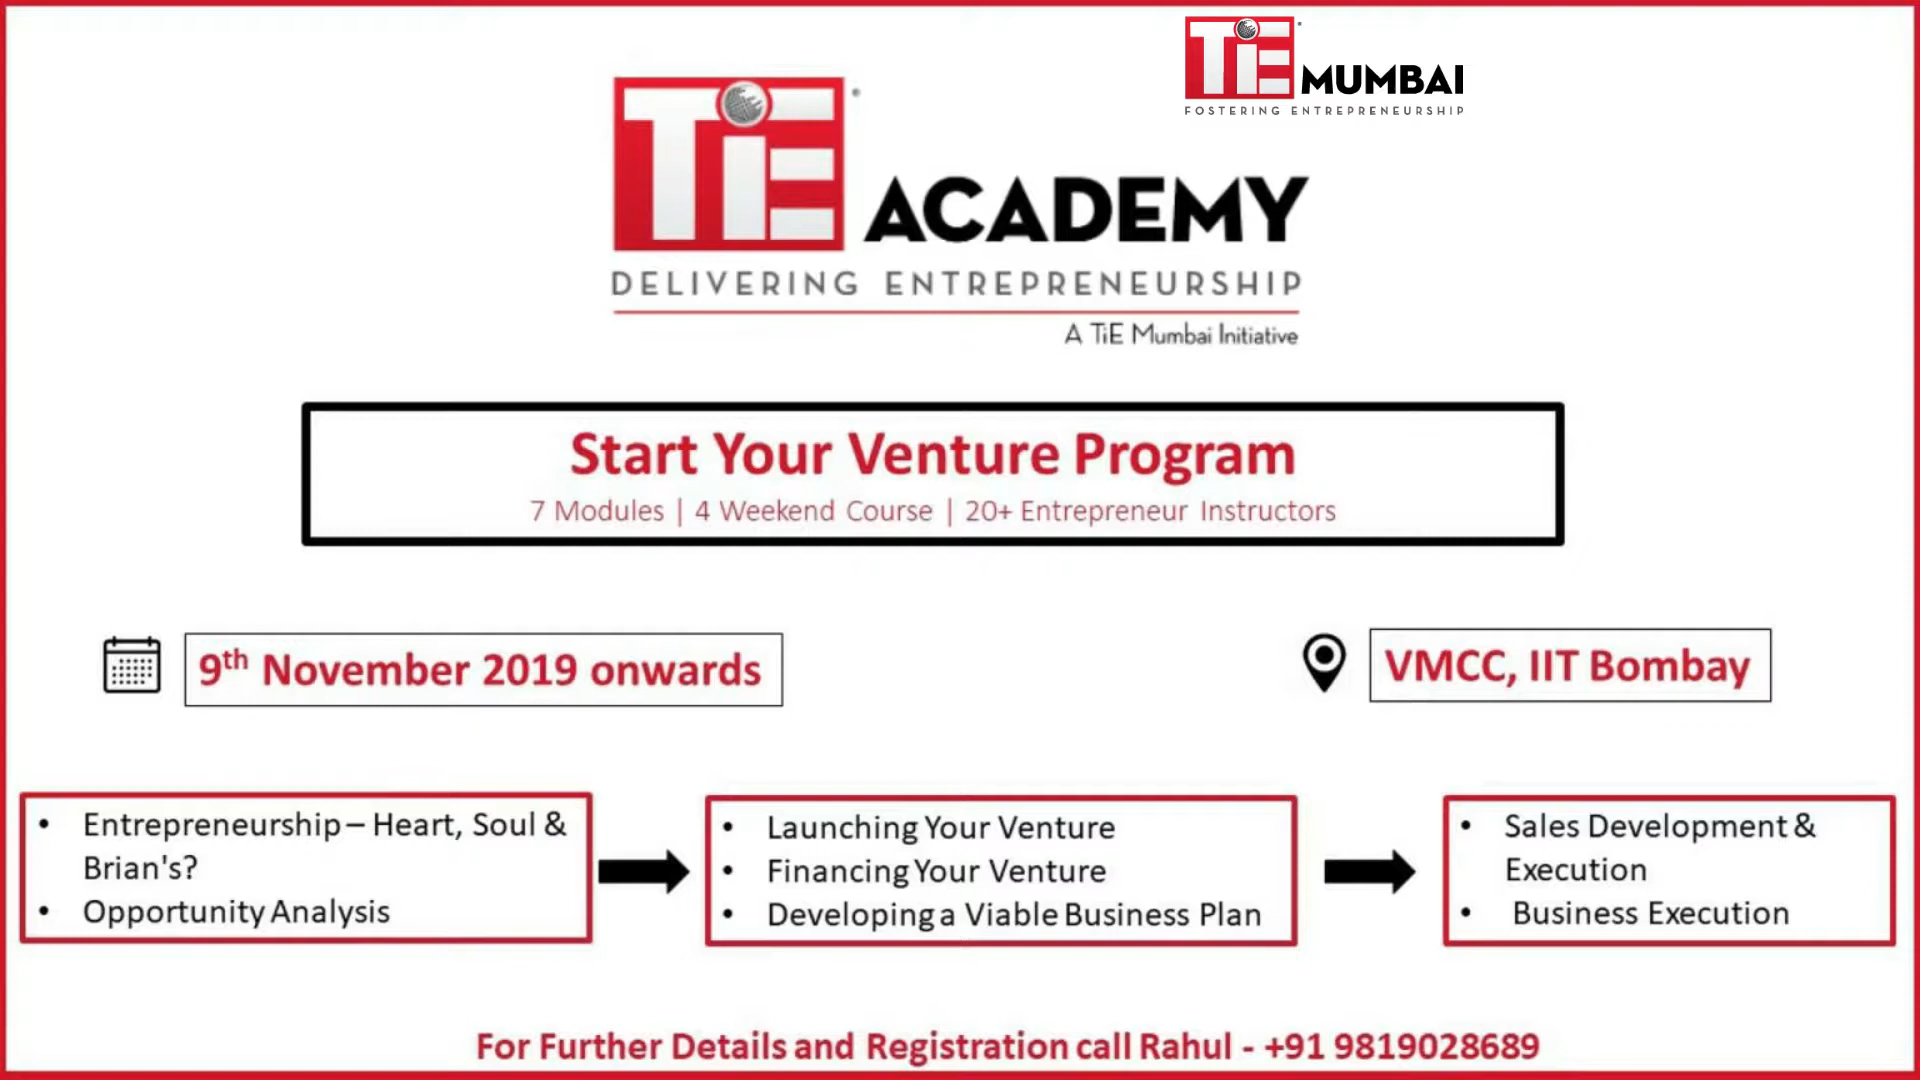 TiE MUMBAI
FOSTERING ENTREPRENEURSHIP
TiE ACADEMY
DELIVERING ENTREPRENEURSHIP
A TiE Mumbai Initiative
Start Your Venture Program
7 Modules | 4 Weekend Course | 20+ Entrepreneur Instructors
9th November 2019 onwards
VMCC, IIT Bombay
• Entrepreneurship – Heart, Soul &
Brian's?
• Opportunity Analysis
• Launching Your Venture
• Financing Your Venture
• Developing a Viable Business Plan
• Sales Development &
Execution
• Business Execution
For Further Details and Registration call Rahul - +91 9819028689